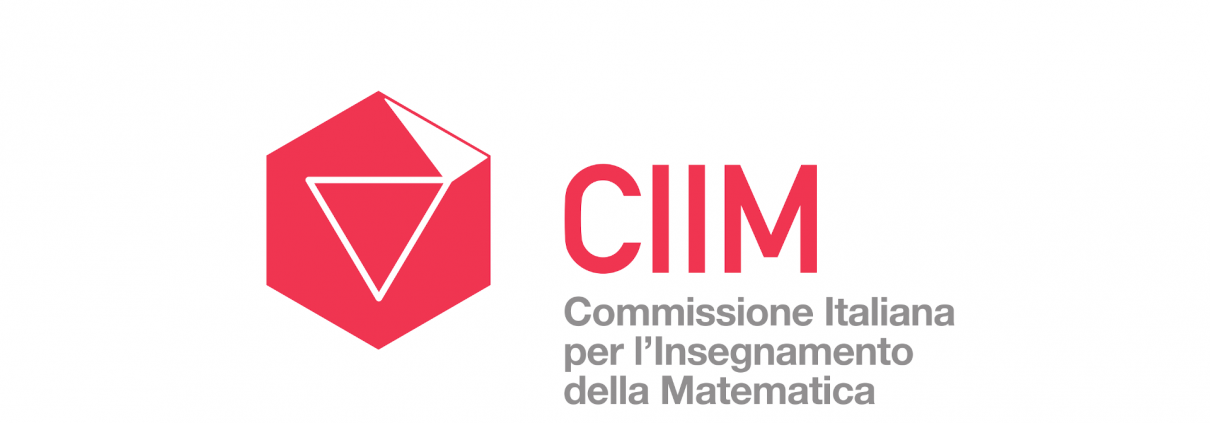 CIIM
Commissione Italiana
per l’Insegnamento
della Matematica